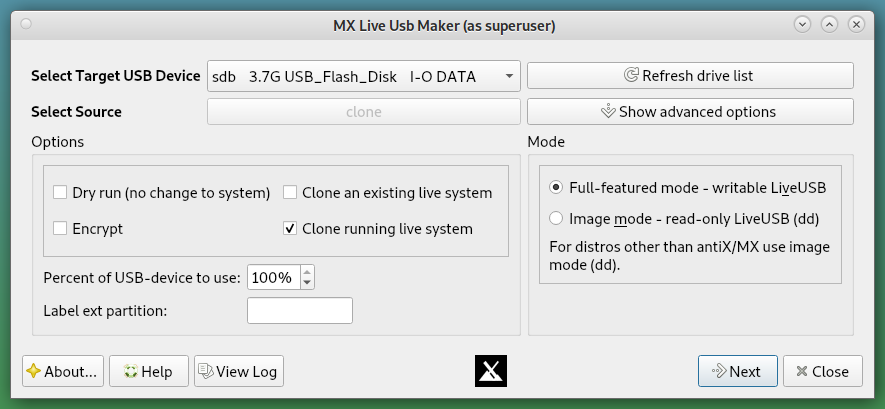 MX Live Usb Maker (as superuser)
Select Target USB Device sdb 3.7G USB_Flash_Disk I-O DATA Refresh drive list
Select Source clone Show advanced options
Options
Dry run (no change to system) Clone an existing live system
Encrypt Clone running live system
Percent of USB-device to use: 100%
Label ext partition:
Mode
Full-featured mode - writable LiveUSB
Image mode - read-only LiveUSB (dd)
For distros other than antiX/MX use image
mode (dd).
About... Help View Log Next Close